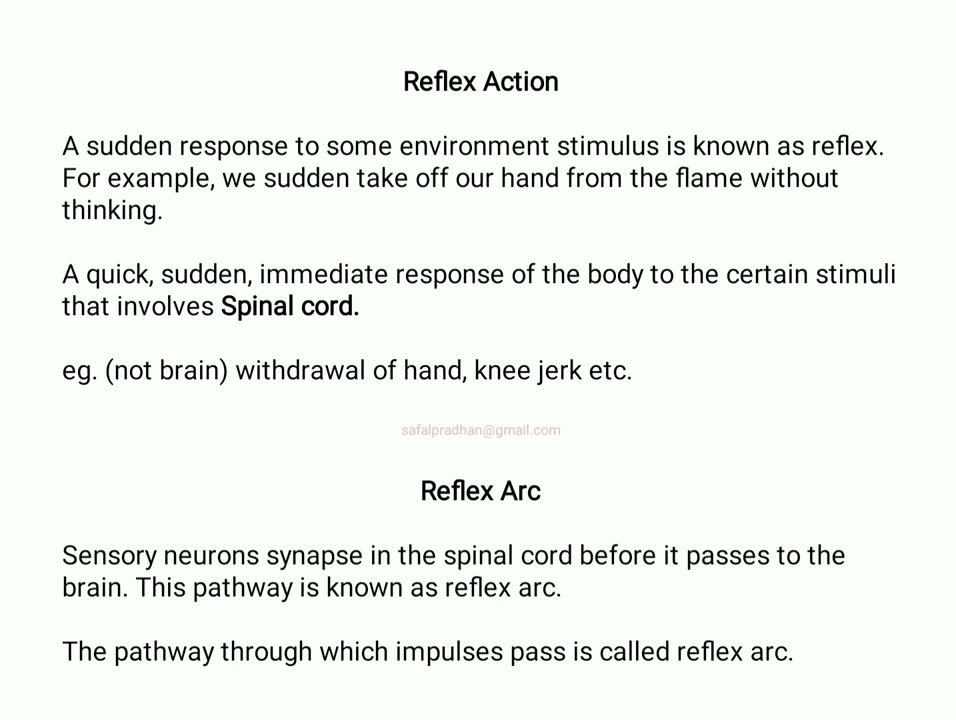 Reflex Action
A sudden response to some environment stimulus is known as reflex.
For example, we sudden take off our hand from the flame without
thinking.
A quick, sudden, immediate response of the body to the certain stimuli
that involves Spinal cord.
eg. (not brain) withdrawal of hand, knee jerk etc.
safalpradhan@gmail.com
Reflex Arc
Sensory neurons synapse in the spinal cord before it passes to the
brain. This pathway is known as reflex arc.
The pathway through which impulses pass is called reflex arc.